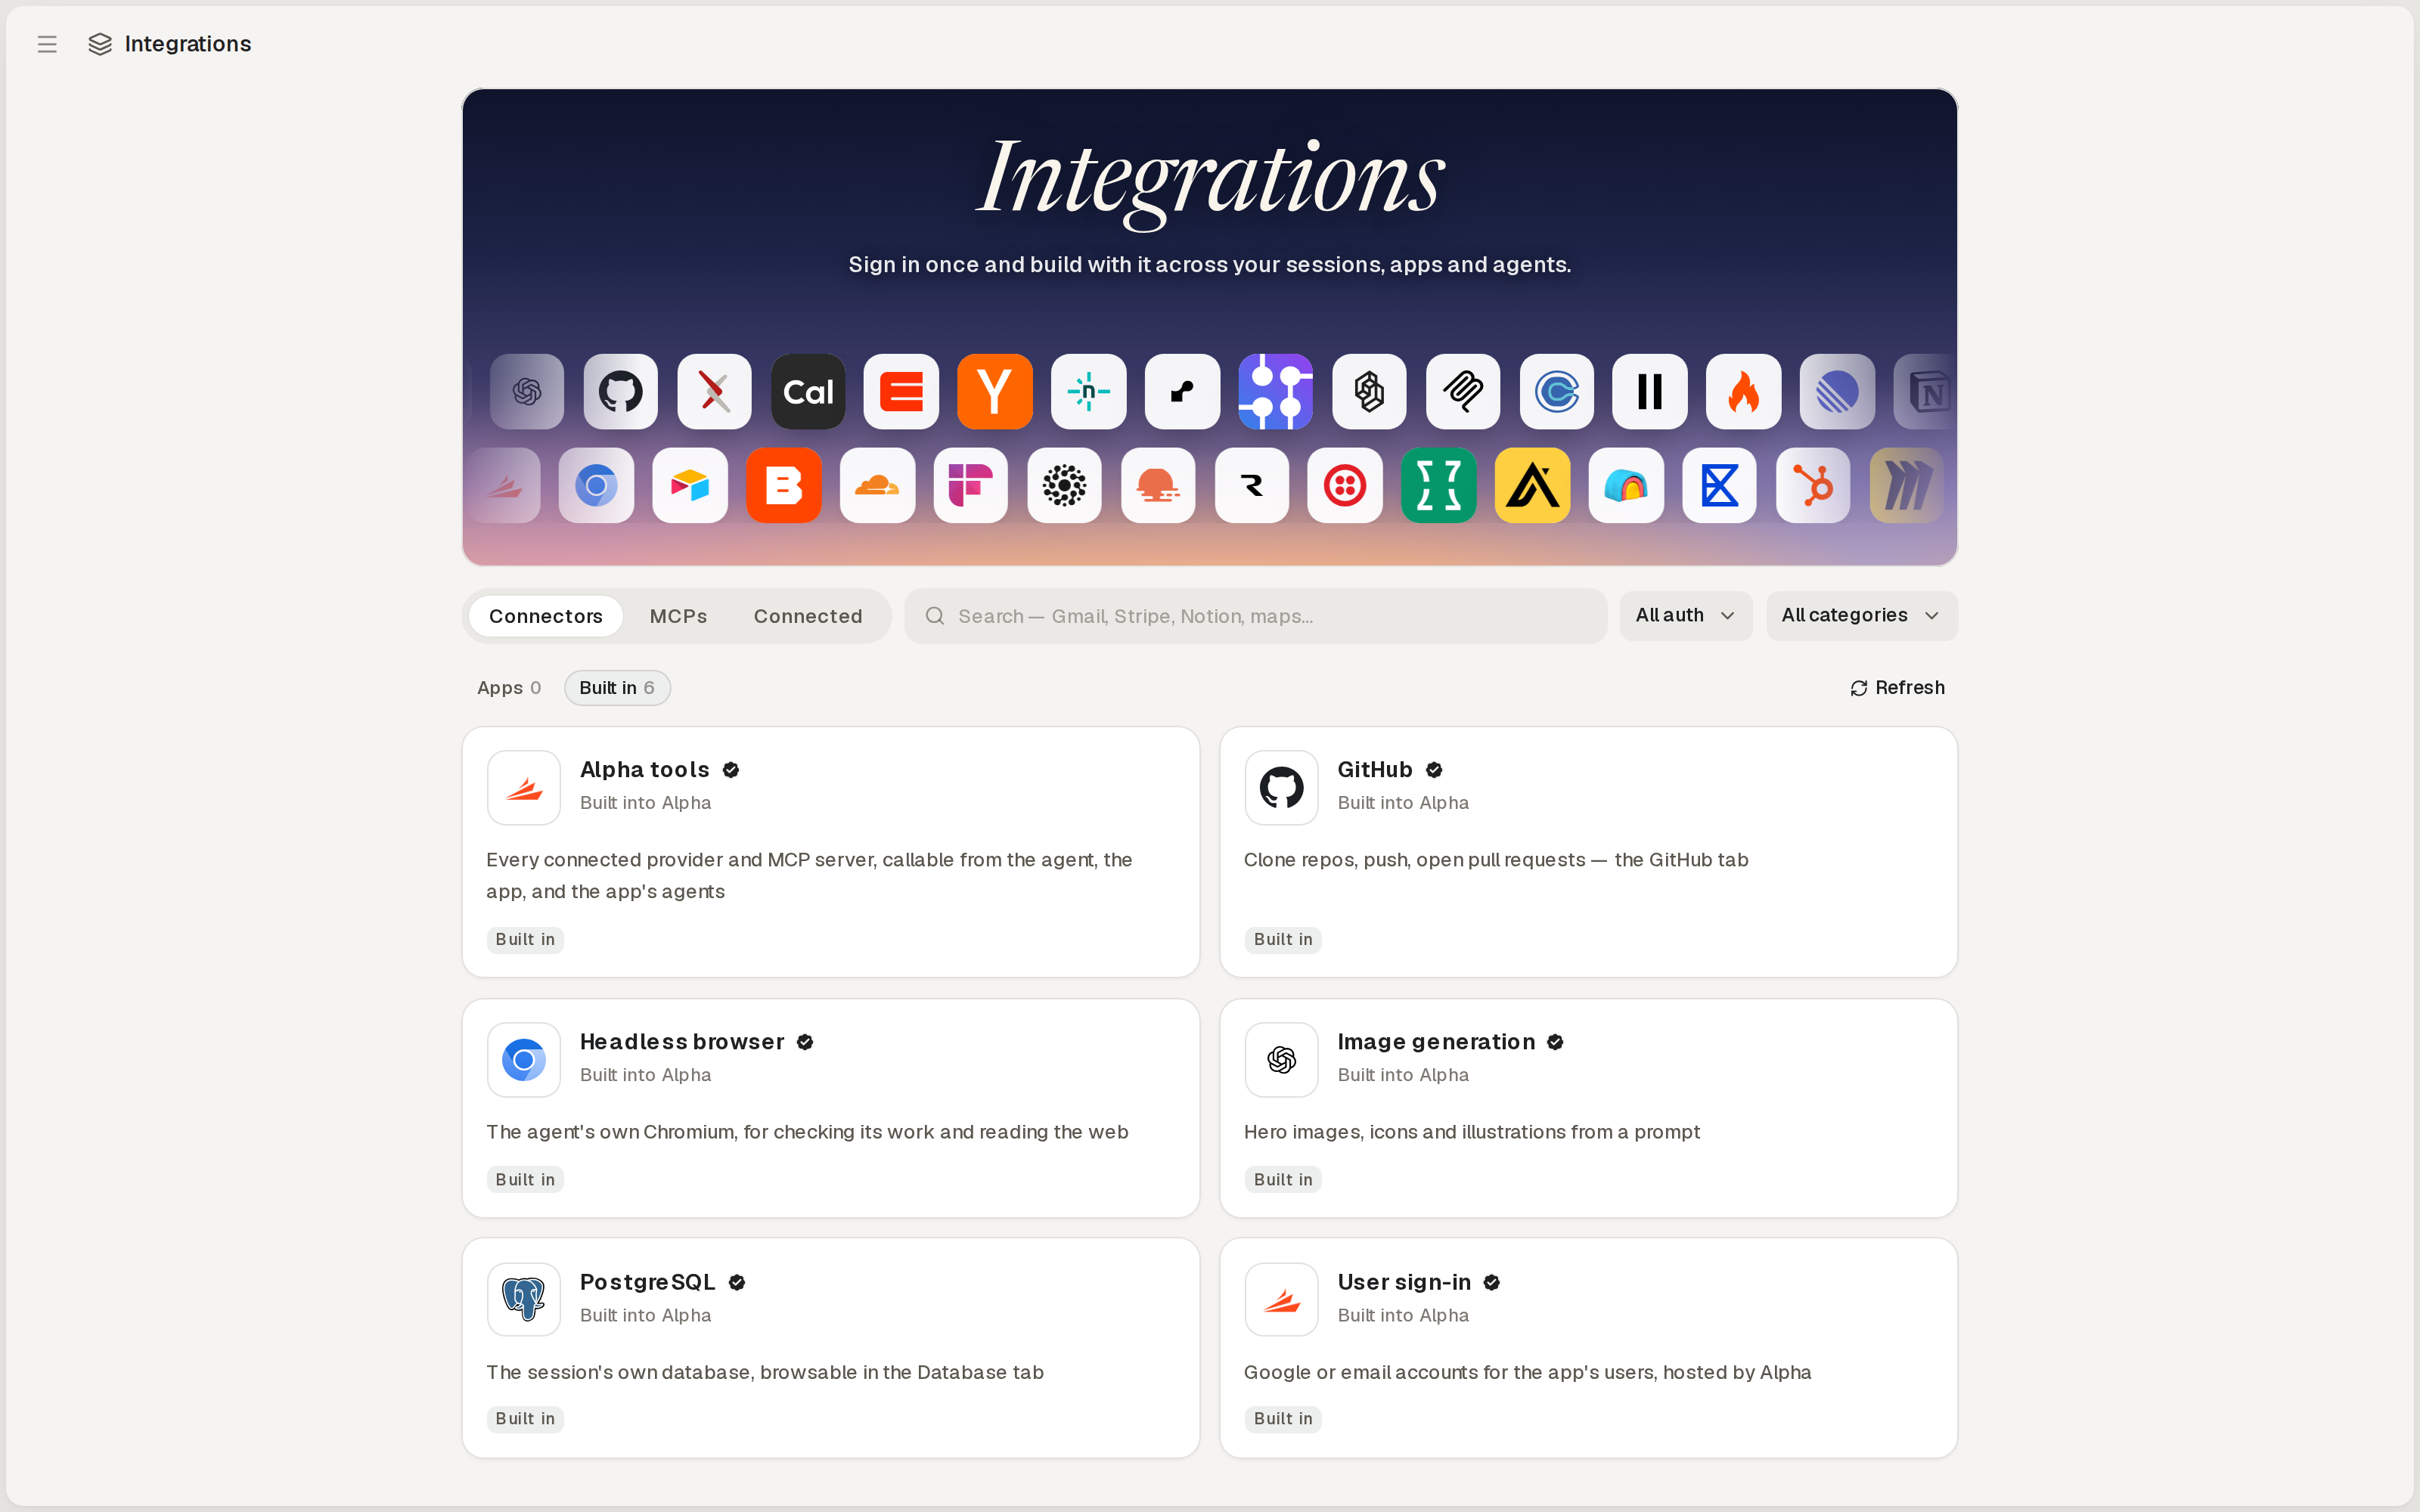 Integrations
Integrations
Sign in once and build with it across your sessions, apps and agents.
Cal
Connectors MCPs Connected Search — Gmail, Stripe, Notion, maps... All auth All categories
Apps 0 Built in 6 Refresh
Alpha tools
Built into Alpha
Every connected provider and MCP server, callable from the agent, the
app, and the app's agents
Built in
GitHub
Built into Alpha
Clone repos, push, open pull requests — the GitHub tab
Built in
Headless browser
Built into Alpha
The agent's own Chromium, for checking its work and reading the web
Built in
Image generation
Built into Alpha
Hero images, icons and illustrations from a prompt
Built in
PostgreSQL
Built into Alpha
The session's own database, browsable in the Database tab
Built in
User sign-in
Built into Alpha
Google or email accounts for the app's users, hosted by Alpha
Built in